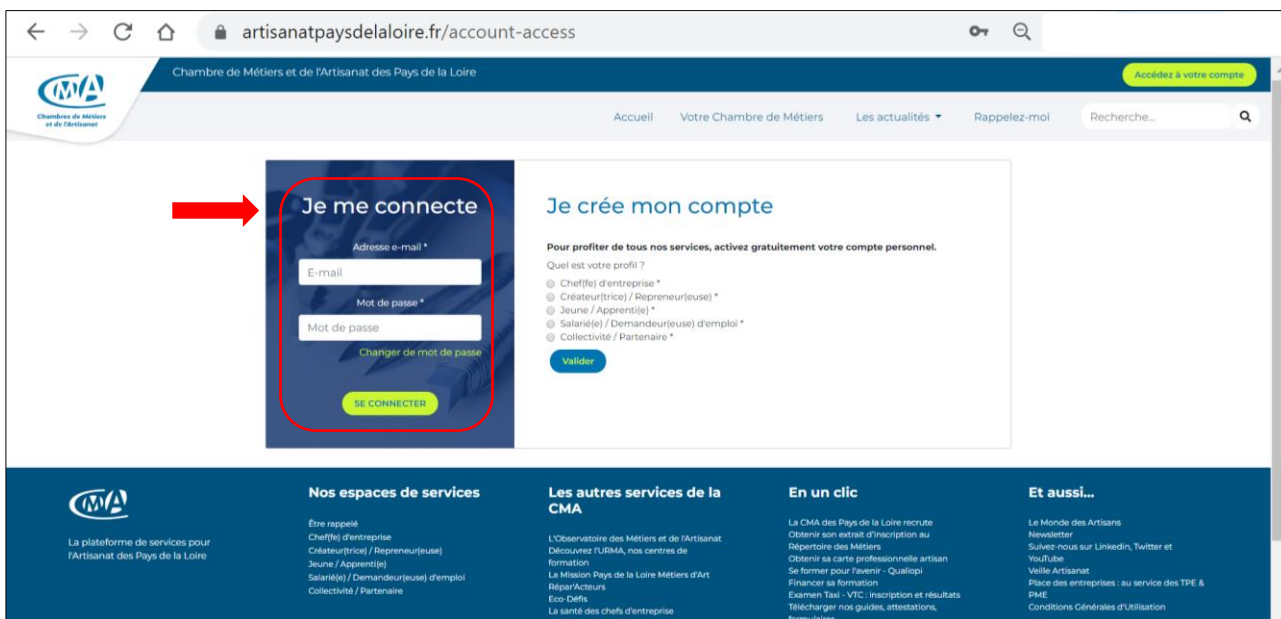 artisanatpaysdelaloire.fr/account-access
Chambre de Métiers et de l'Artisanat des Pays de la Loire
Accédez à votre compte
CMA
Chambres de Métiers
et de l'Artisanat
Accueil
Votre Chambre de Métiers
Les actualités
Rappelez-moi
Recherche...
Je me connecte
Adresse e-mail *
E-mail
Mot de passe *
Mot de passe
Changer de mot de passe
SE CONNECTER
Je crée mon compte
Pour profiter de tous nos services, activez gratuitement votre compte personnel.
Quel est votre profil ?
Chef(fe) d'entreprise *
Créateur(trice) / Repreneur(euse) *
Jeune / Apprenti(e) *
Salarié(e) / Demandeur(euse) d'emploi *
Collectivité / Partenaire *
Valider
CMA
La plateforme de services pour
l'Artisanat des Pays de la Loire
Nos espaces de services
Être rappelé
Chef(fe) d'entreprise
Créateur(trice) / Repreneur(euse)
Jeune / Apprenti(e)
Salarié(e) / Demandeur(euse) d'emploi
Collectivité / Partenaire
Les autres services de la
CMA
L'Observatoire des Métiers et de l'Artisanat
Découvrez l'URMA, nos centres de
formation
La Mission Pays de la Loire Métiers d'Art
Répar'Acteurs
Eco-Défis
La santé des chefs d'entreprise
En un clic
La CMA des Pays de la Loire recrute
Obtenir son extrait d'inscription au
Répertoire des Métiers
Obtenir sa carte professionnelle artisan
Se former pour l'avenir - Qualiopi
Financer sa formation
Examen Taxi - VTC : inscription et résultats
Télécharger nos guides, attestations,
formulaires
Et aussi...
Le Monde des Artisans
Newsletter
Suivez-nous sur Linkedin, Twitter et
YouTube
Veille Artisanat
Place des entreprises : au service des TPE &
PME
Conditions Générales d'Utilisation